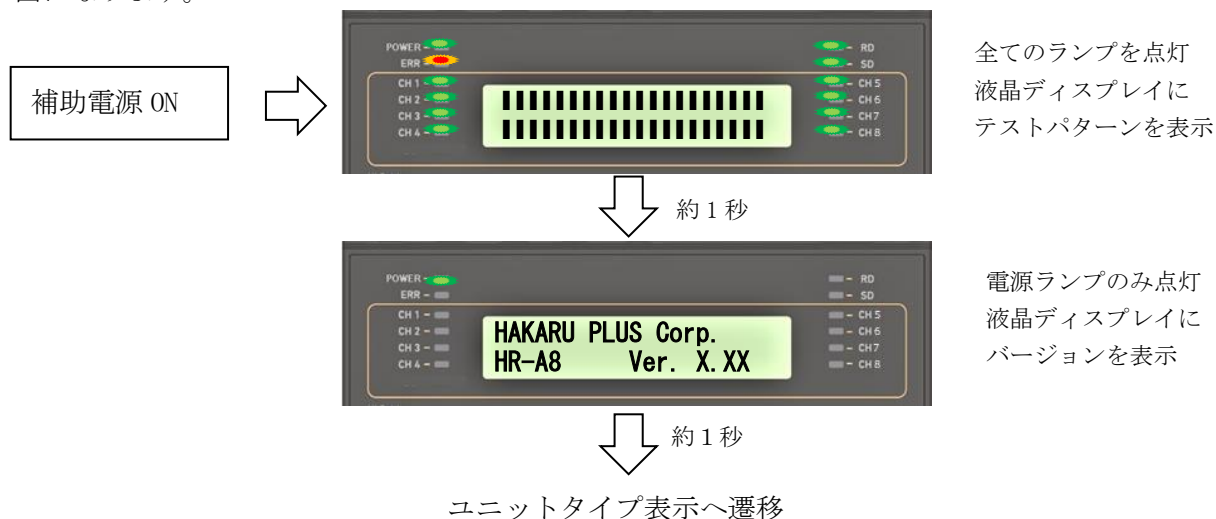 補助電源 ON
POWER
ERR
CH 1
CH 2
CH 3
CH 4
RD
SD
CH 5
CH 6
CH 7
CH 8
全てのランプを点灯
液晶ディスプレイに
テストパターンを表示
約１秒
POWER
ERR
CH 1
CH 2
CH 3
CH 4
HAKARU PLUS Corp.
HR-A8 Ver. X.XX
RD
SD
CH 5
CH 6
CH 7
CH 8
電源ランプのみ点灯
液晶ディスプレイに
バージョンを表示
約１秒
ユニットタイプ表示へ遷移